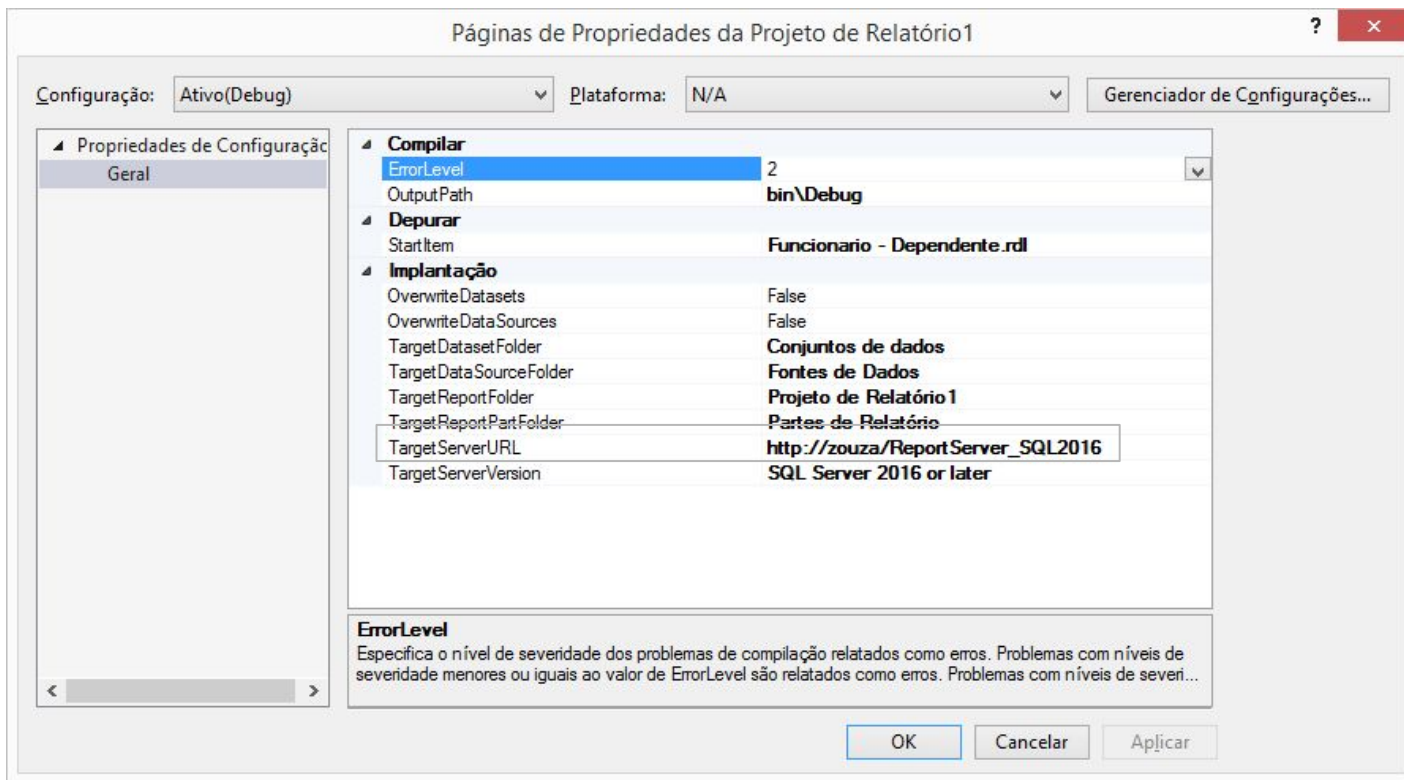 Páginas de Propriedades da Projeto de Relatório1
? ×
Configuração: Ativo(Debug) Plataforma: N/A Gerenciador de Configurações...
Propriedades de Configuraçãc
Geral
Compilar
ErrorLevel 2
OutputPath bin\Debug
Depurar
StartItem Funcionario - Dependente.rdl
Implantação
OverwriteDatasets False
OverwriteDataSources False
TargetDatasetFolder Conjuntos de dados
TargetDataSourceFolder Fontes de Dados
TargetReportFolder Projeto de Relatório1
TargetReportPartFolder Partes de Relatório
TargetServerURL http://zouza/ReportServer_SQL2016
TargetServerVersion SQL Server 2016 or later
ErrorLevel
Especifica o nível de severidade dos problemas de compilação relatados como erros. Problemas com níveis de
severidade menores ou iguais ao valor de ErrorLevel são relatados como erros. Problemas com níveis de severi...
OK Cancelar Aplicar